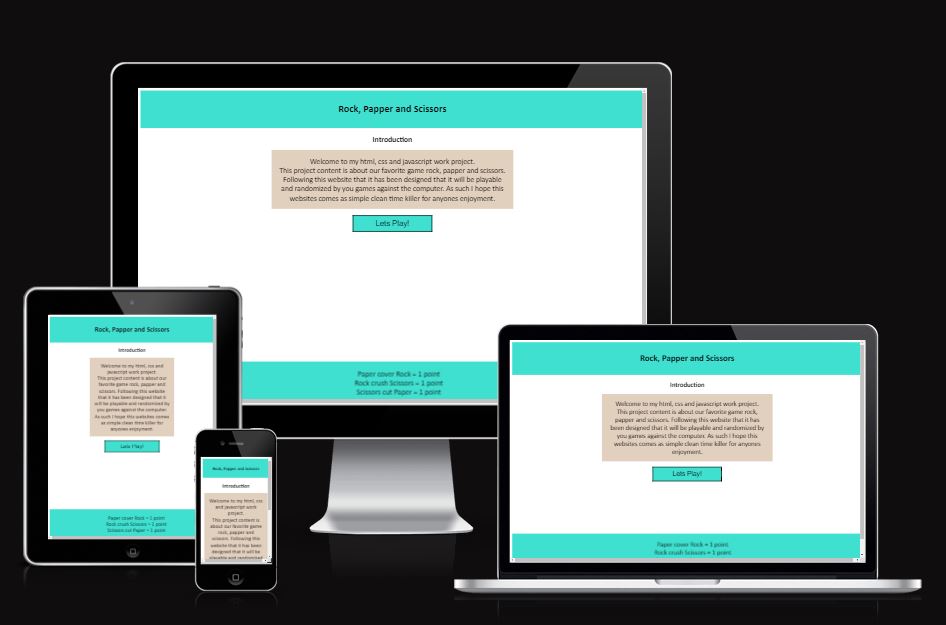 Rock, Papper and Scissors
Introduction
Welcome to my html, css and javascript work project.
This project content is about our favorite game rock, papper and scissors.
Following this website that it has been designed that it will be playable
and randomized by you games against the computer. As such I hope this
websites comes as simple clean time killer for anyones enjoyment.
Lets Play!
Paper cover Rock = 1 point
Rock crush Scissors = 1 point
Scissors cut Paper = 1 point
Rock, Papper and Scissors
Introduction
Welcome to my html, css and
javascript work project.
This project content is about our
favorite game rock, papper and
scissors. Following this website
that it has been designed that it
will be playable and randomized by
you games against the computer.
As such I hope this websites comes
as simple clean time killer for
anyones enjoyment.
Lets Play!
Paper cover Rock = 1 point
Rock crush Scissors = 1 point
Scissors cut Paper = 1 point
Rock, Papper and Scissors
Introduction
Welcome to my html, css
and javascript work
project.
This project content is
about our favorite game
rock, papper and
scissors. Following this
website that it has been
designed that it will be
playable and randomized
Rock, Papper and Scissors
Introduction
Welcome to my html, css and javascript work project.
This project content is about our favorite game rock,
papper and scissors. Following this website that it has
been designed that it will be playable and randomized by
you games against the computer. As such I hope this
websites comes as simple clean time killer for anyones
enjoyment.
Lets Play!
Paper cover Rock = 1 point
Rock crush Scissors = 1 point